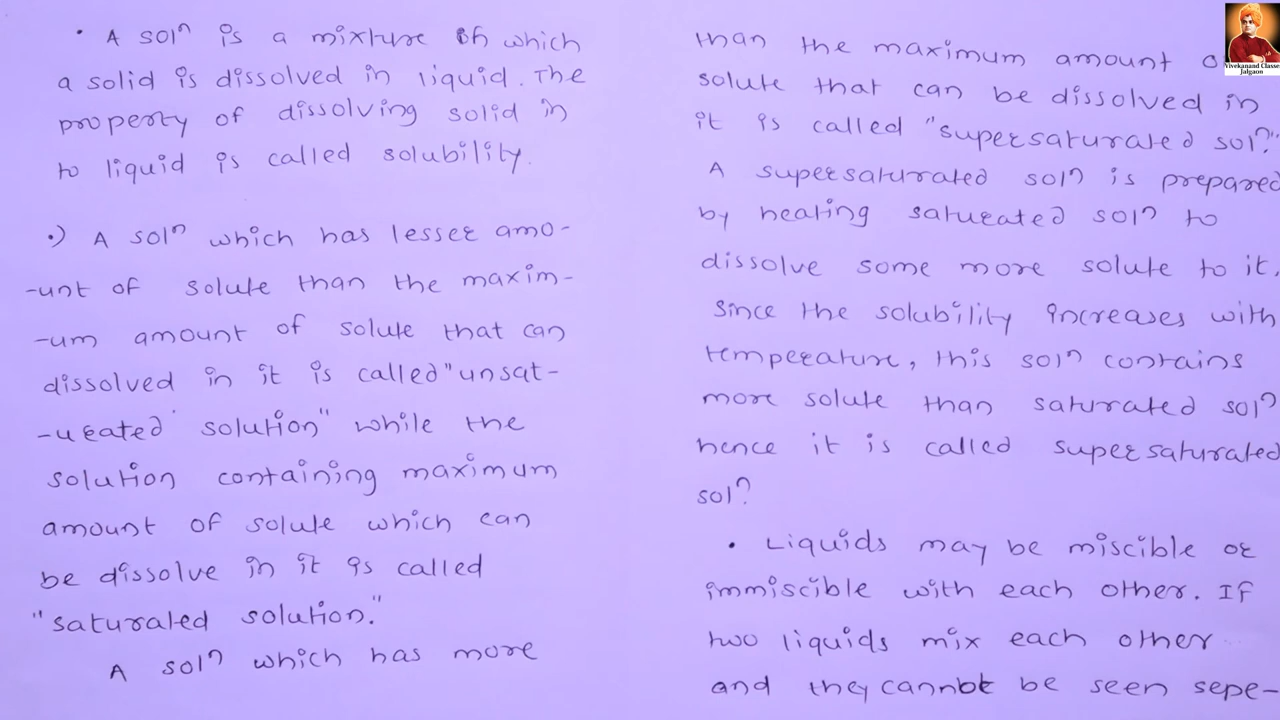 • A solⁿ is a mixture in which
a solid is dissolved in liquid. The
property of dissolving solid in
to liquid is called solubility.
•) A solⁿ which has lesser amo-
-unt of solute than the maxim-
-um amount of solute that can
dissolved in it is called "unsat-
-urated solution" while the
solution containing maximum
amount of solute which can
be dissolve in it is called
"saturated solution."
A solⁿ which has more
than the maximum amount o
solute that can be dissolved in
it is called "supersaturated solⁿ."
A supersaturated solⁿ is prepared
by heating saturated solⁿ to
dissolve some more solute to it.
Since the solubility increases with
temperature, this solⁿ contains
more solute than saturated solⁿ
hence it is called supersaturated
solⁿ.
• Liquids may be miscible or
immiscible with each other. If
two liquids mix each other
and they cannot be seen sepe-
Vivekanand Classe
Jalgaon